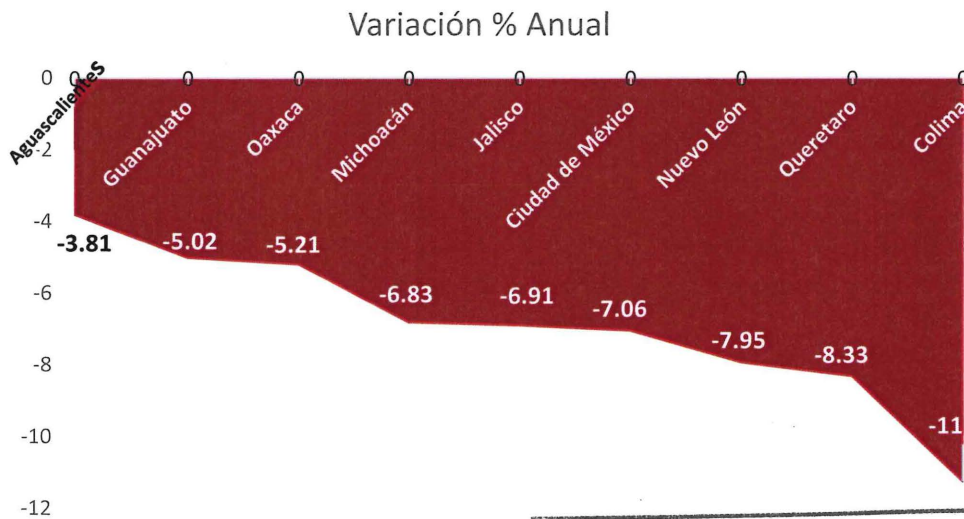 Variación % Anual
0
0 0 0 0 0 0 0 0 0
Aguascalientes
Guanajuato
Oaxaca
Michoacán
Jalisco
Ciudad de México
Nuevo León
Queretaro
Colima
-2
-4
-3.81
-5.02
-5.21
-6
-6.83
-6.91
-7.06
-7.95
-8
-8.33
-10
-11
-12